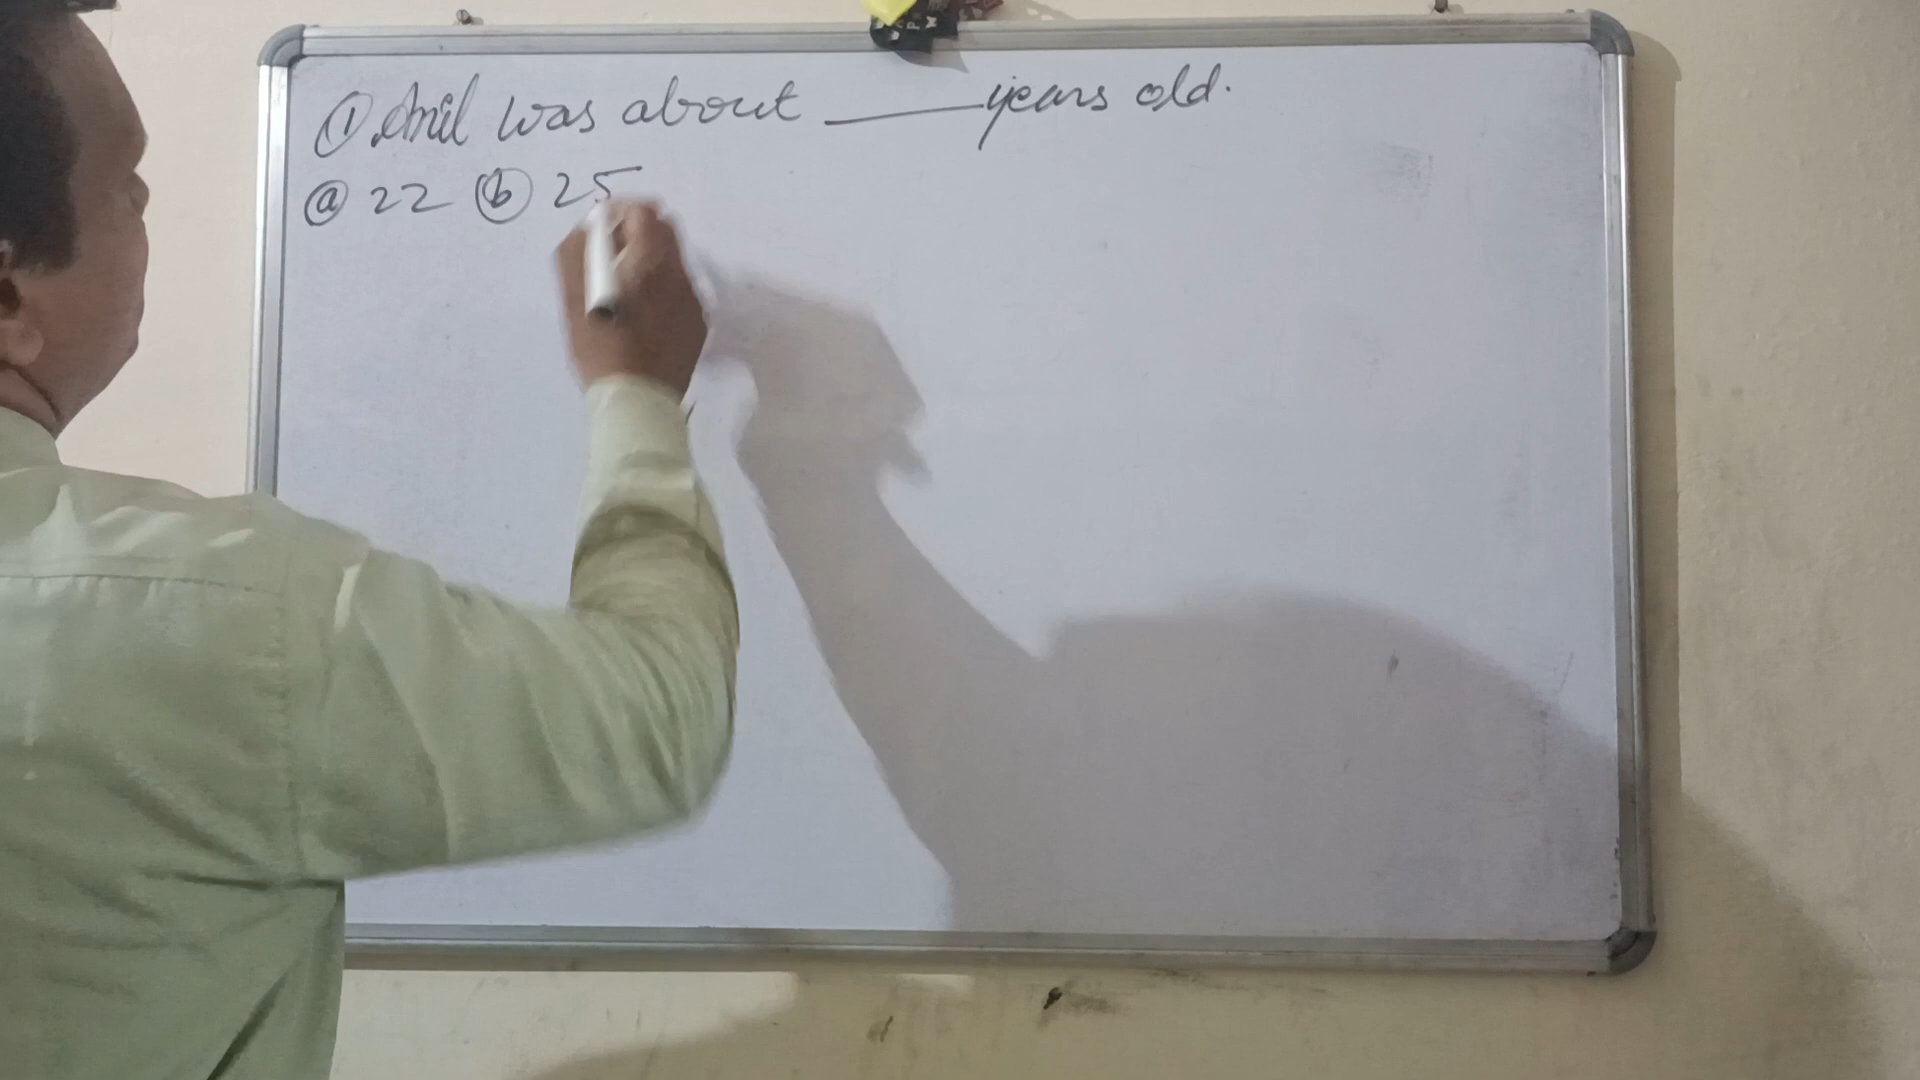 ① Anil was about ____ years old.
ⓐ 22 ⓑ 25